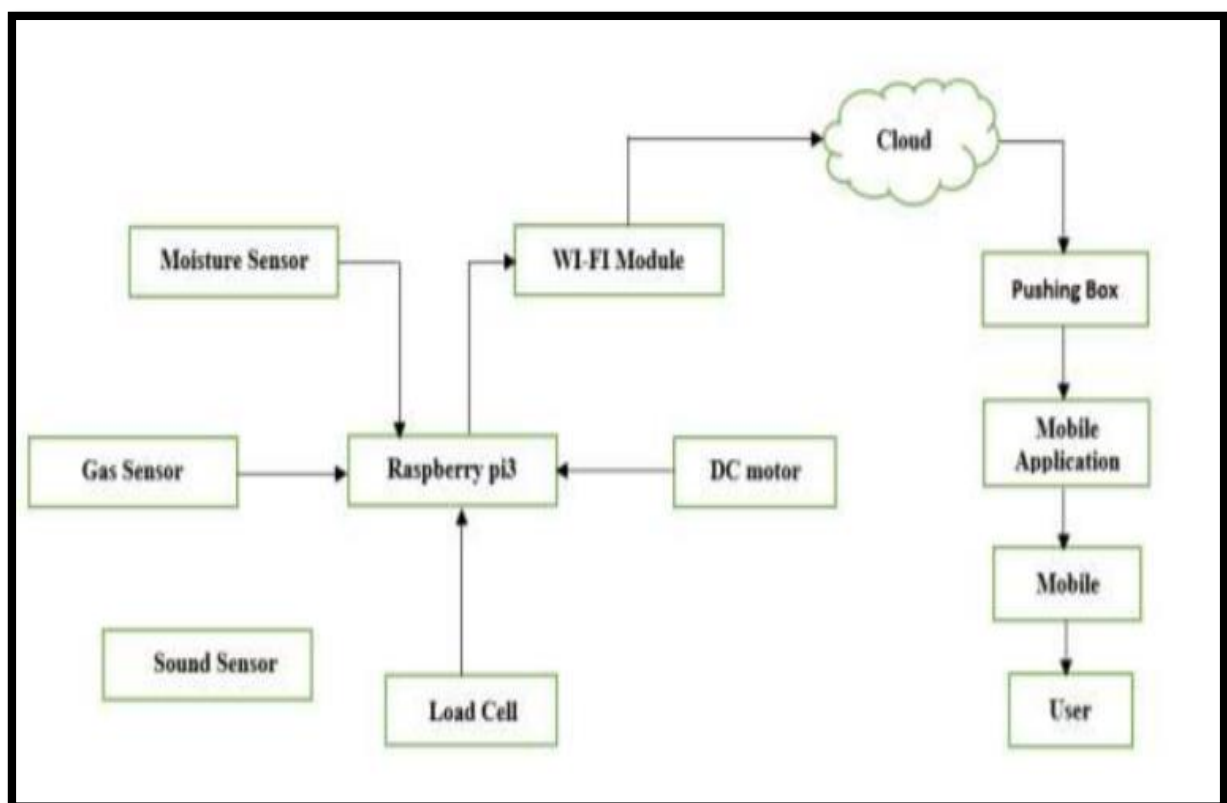 Cloud
Moisture Sensor
WI-FI Module
Pushing Box
Mobile
Application
Gas Sensor
Raspberry pi3
DC motor
Mobile
Sound Sensor
Load Cell
User